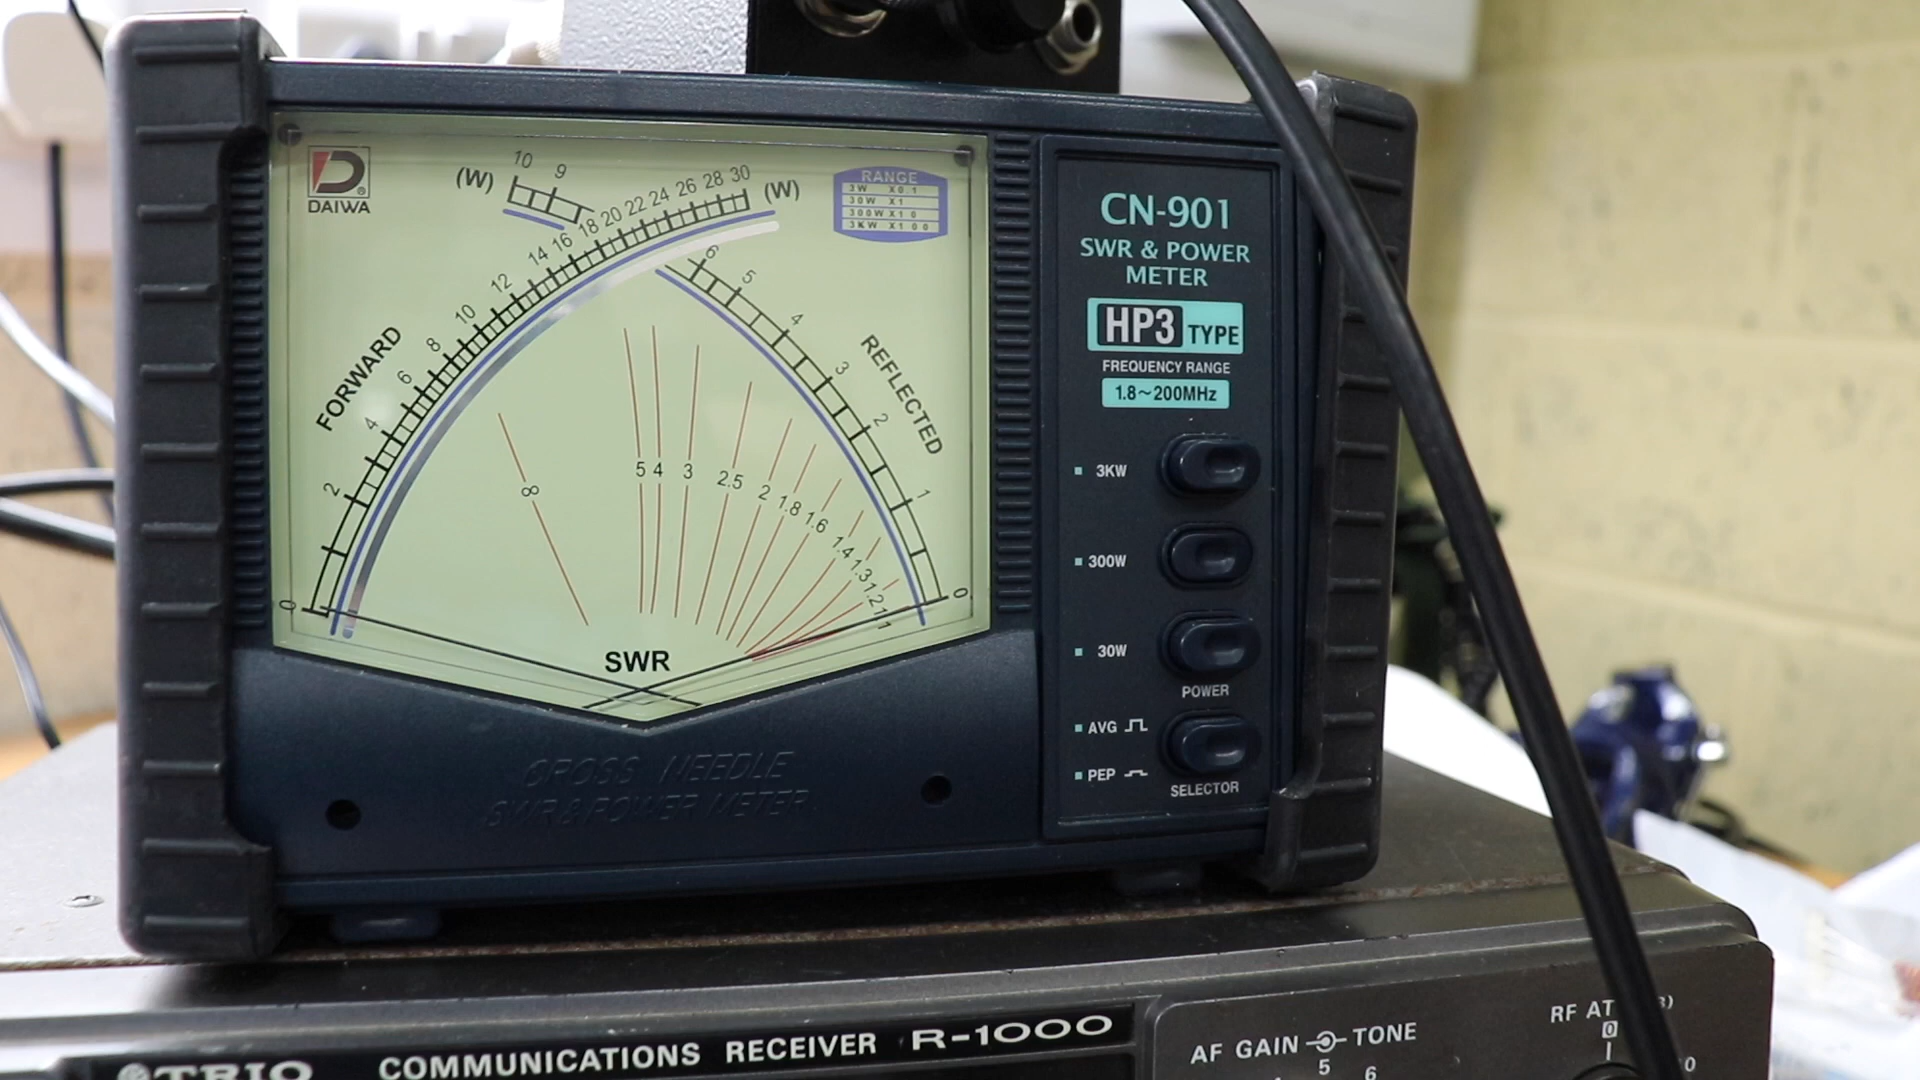 DAIWA
(W) 10 9
14 16 18 20 22 24 26 28 30 (W)
RANGE
3W X0.1
30W X1
300W X10
3KW X100
FORWARD
0 2 4 6 8 10 12
REFLECTED
6 5 4 3 2 1 0
∞ 5 4 3 2.5 2 1.8 1.6 1.4 1.3 1.2 1
SWR
CROSS NEEDLE
SWR & POWER METER
CN-901
SWR & POWER
METER
HP3 TYPE
FREQUENCY RANGE
1.8~200MHz
3KW
300W
30W
POWER
AVG
PEP
SELECTOR
TRIO COMMUNICATIONS RECEIVER R-1000
AF GAIN TONE
5 6
RF AT
0